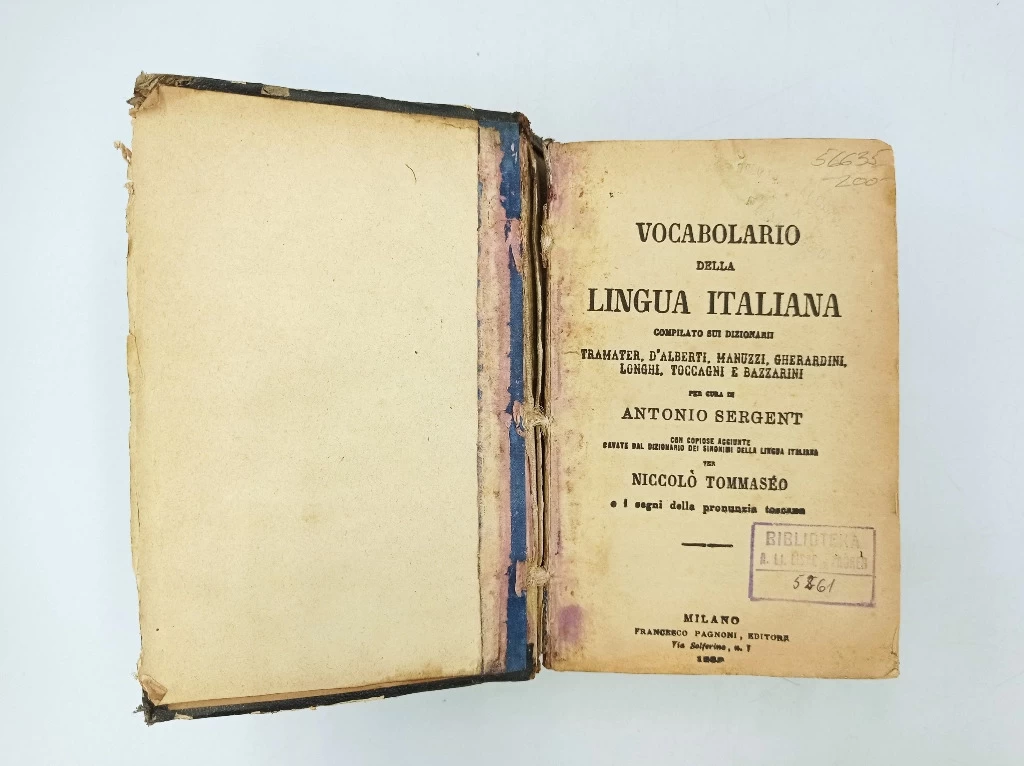 56635
200
VOCABOLARIO
DELLA
LINGUA ITALIANA
COMPILATO SUI DIZIONARII
TRAMATER, D'ALBERTI, MANUZZI, GHERARDINI,
LONGHI, TOCCAGNI E BAZZARINI
PER CURA DI
ANTONIO SERGENT
CON COPIOSE AGGIUNTE
CAVATE DAL DIZIONARIO DEI SINONIMI DELLA LINGUA ITALIANA
PER
NICCOLÒ TOMMASÉO
e i segni della pronunzia toscana
BIBLIOTEKA
5861
MILANO
FRANCESCO PAGNONI, EDITORE
Via Solferino, n. 7